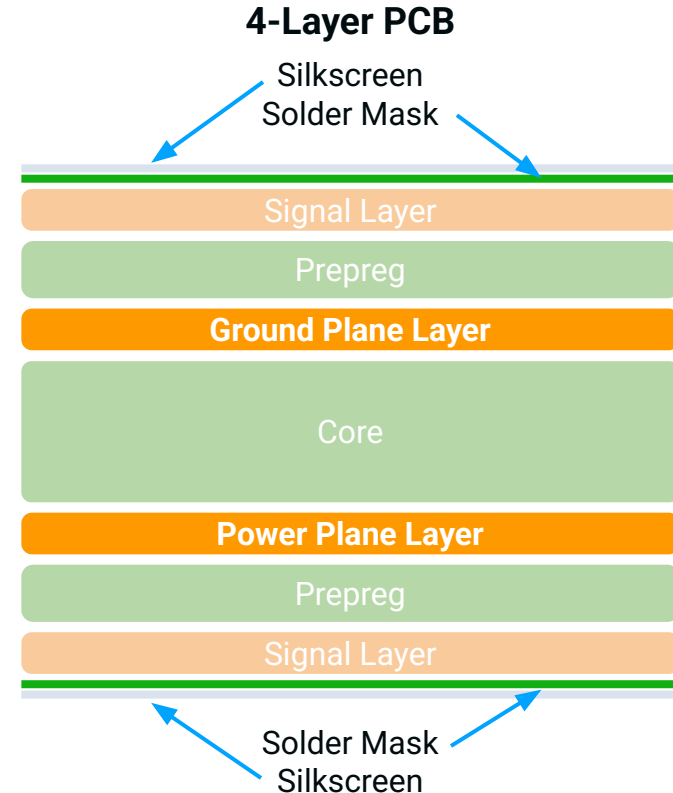 4-Layer PCB
Silkscreen
Solder Mask
Signal Layer
Prepreg
Ground Plane Layer
Core
Power Plane Layer
Prepreg
Signal Layer
Solder Mask
Silkscreen